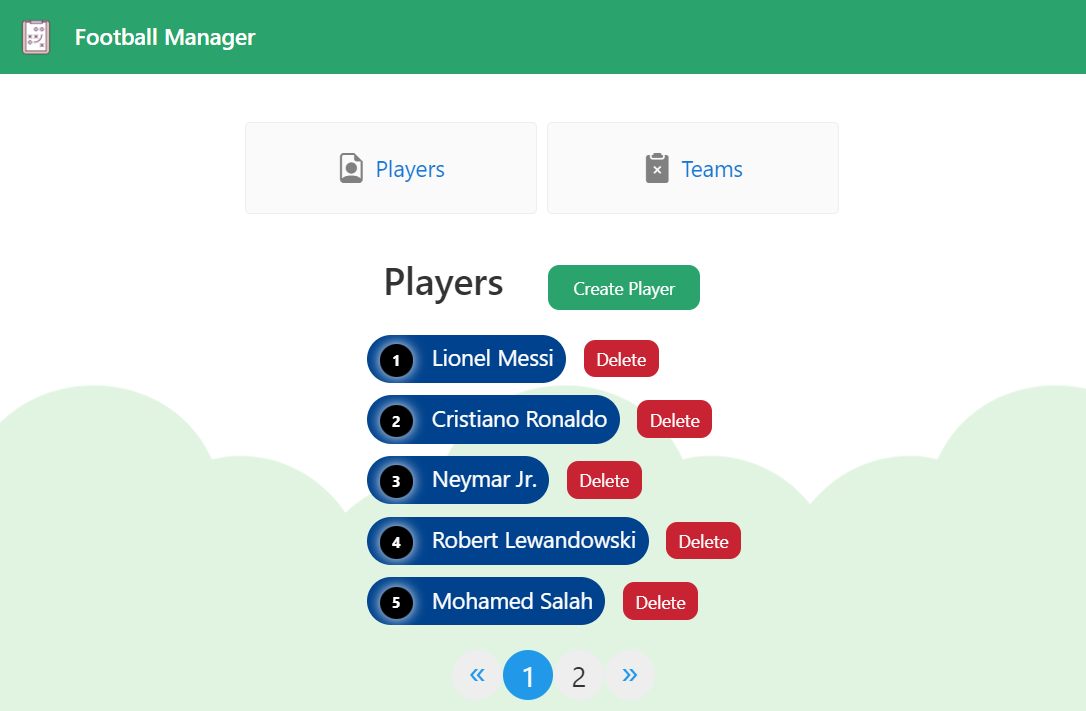 Football Manager
Players
Teams
Players
Create Player
1 Lionel Messi Delete
2 Cristiano Ronaldo Delete
3 Neymar Jr. Delete
4 Robert Lewandowski Delete
5 Mohamed Salah Delete
« 1 2 »